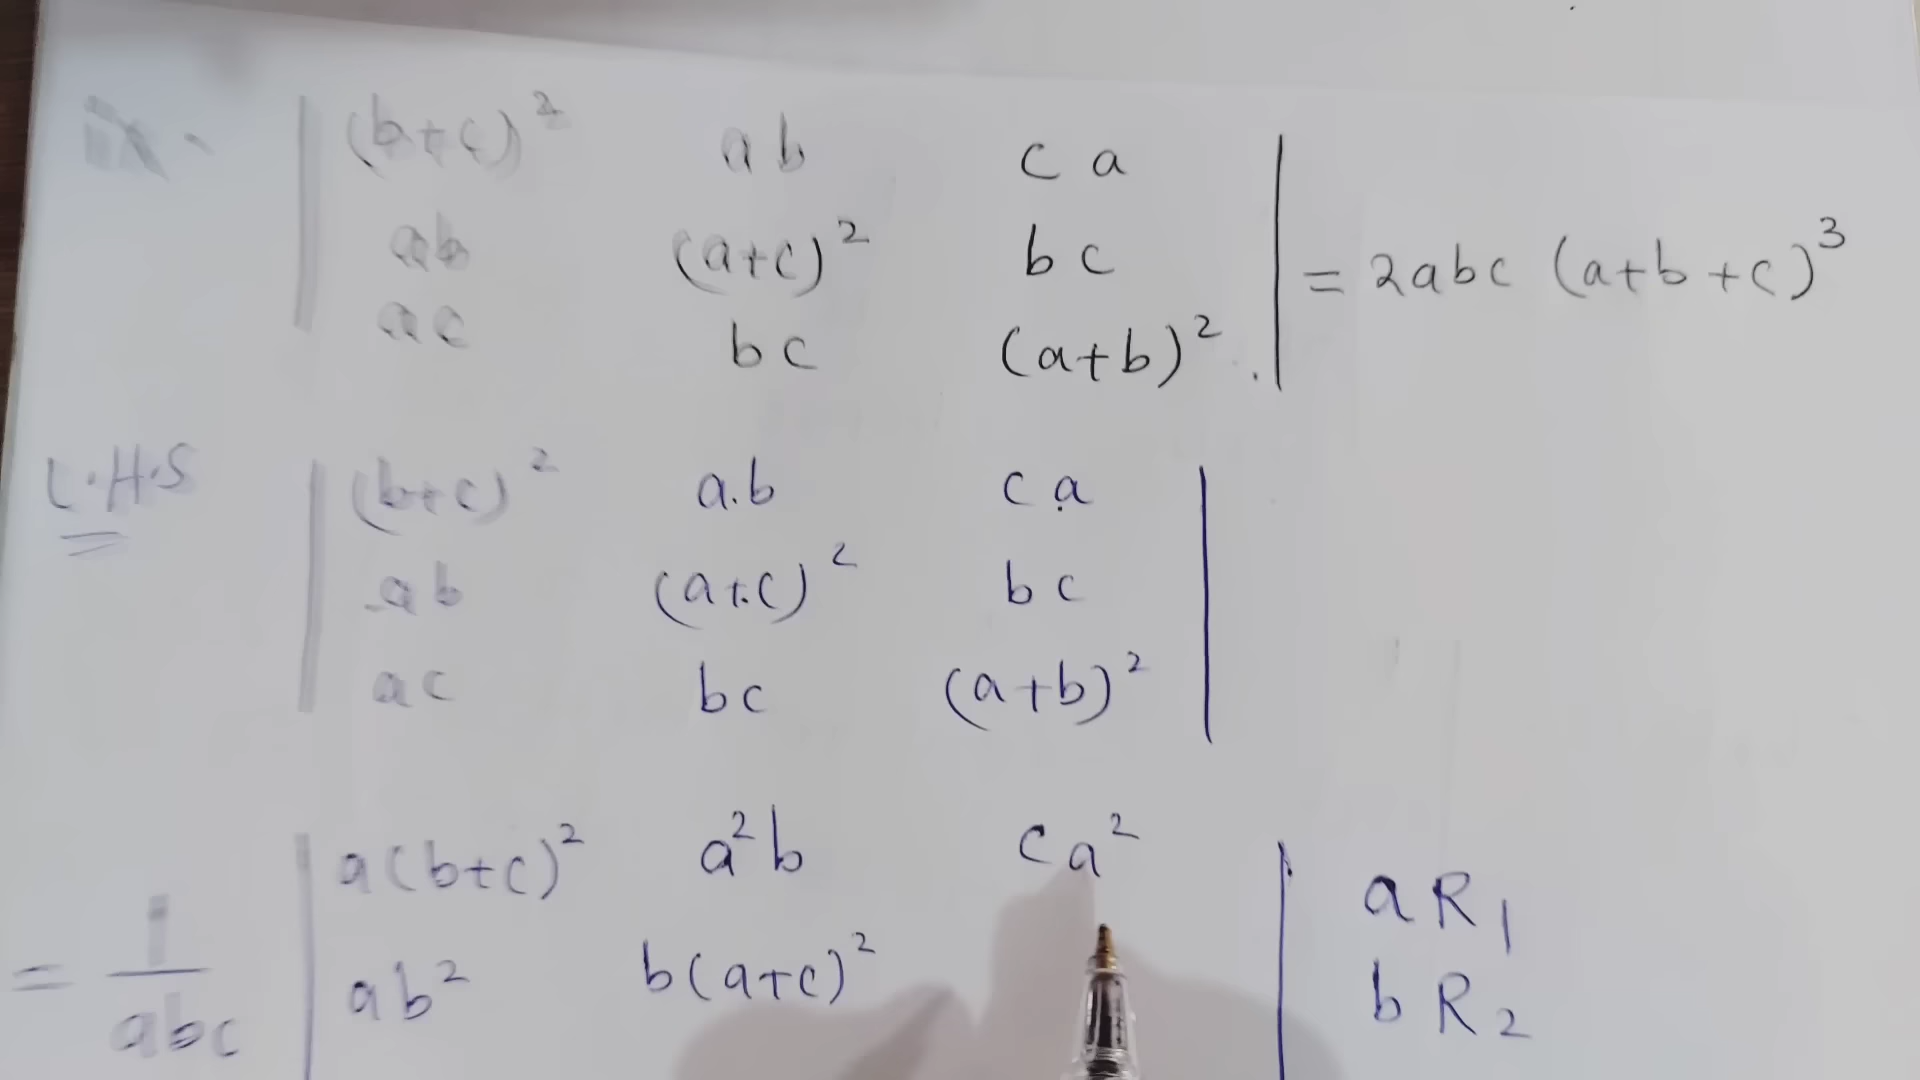 ix. | (b+c)² ab ca |
| ab (a+c)² bc | = 2abc (a+b+c)³
| ac bc (a+b)² . |
L.H.S | (b+c)² a.b ca |
| ab (a+c)² bc |
| ac bc (a+b)² |
| a(b+c)² a²b ca² | aR₁
= 1/abc | ab² b(a+c)² | bR₂